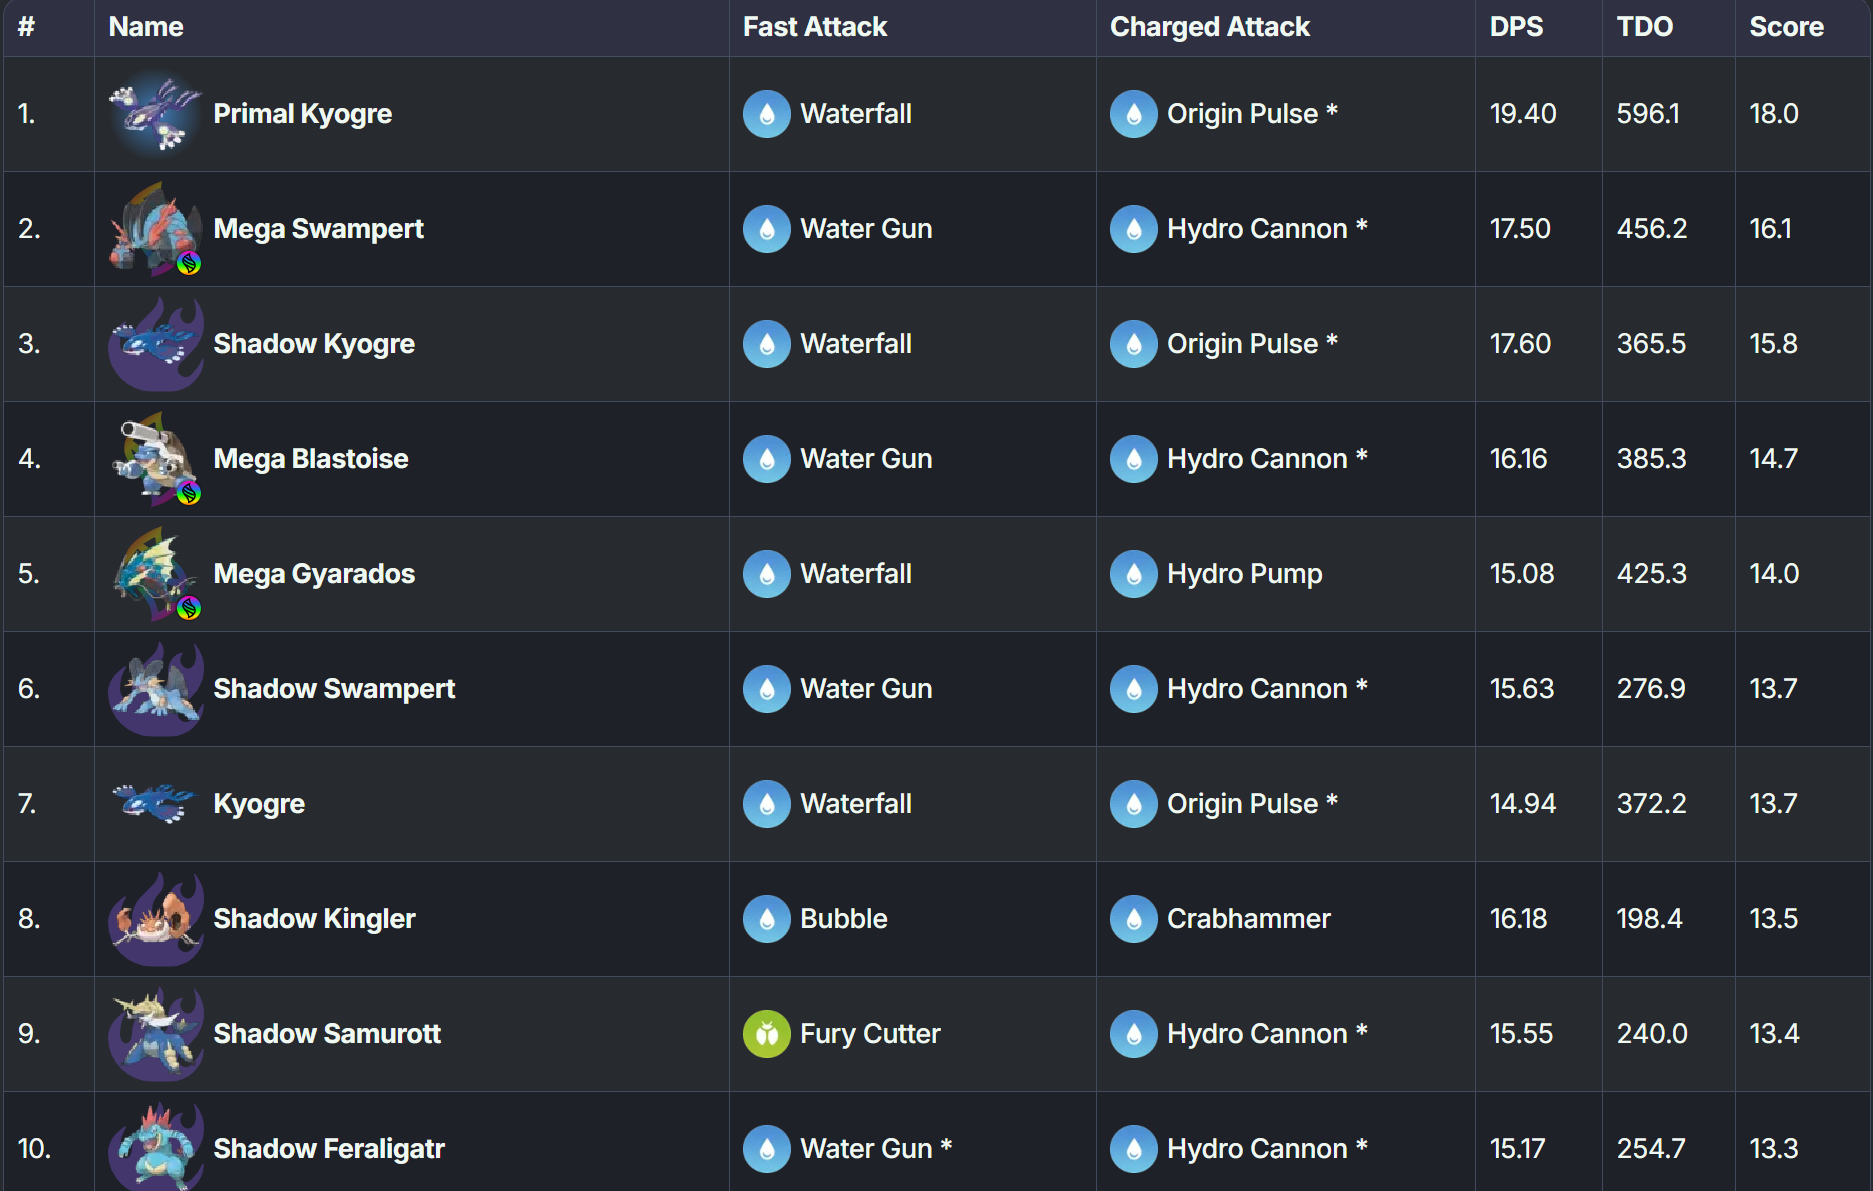 # Name Fast Attack Charged Attack DPS TDO Score
1. Primal Kyogre Waterfall Origin Pulse * 19.40 596.1 18.0
2. Mega Swampert Water Gun Hydro Cannon * 17.50 456.2 16.1
3. Shadow Kyogre Waterfall Origin Pulse * 17.60 365.5 15.8
4. Mega Blastoise Water Gun Hydro Cannon * 16.16 385.3 14.7
5. Mega Gyarados Waterfall Hydro Pump 15.08 425.3 14.0
6. Shadow Swampert Water Gun Hydro Cannon * 15.63 276.9 13.7
7. Kyogre Waterfall Origin Pulse * 14.94 372.2 13.7
8. Shadow Kingler Bubble Crabhammer 16.18 198.4 13.5
9. Shadow Samurott Fury Cutter Hydro Cannon * 15.55 240.0 13.4
10. Shadow Feraligatr Water Gun * Hydro Cannon * 15.17 254.7 13.3